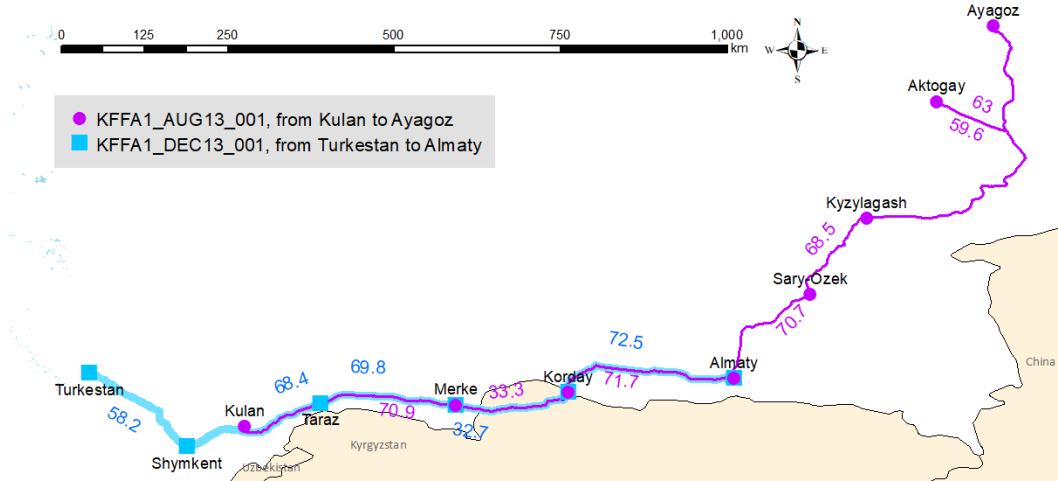 Ayagoz
N
W E
S
0 125 250 500 750 1,000
km
Aktogay
63
59.6
KFFA1_AUG13_001, from Kulan to Ayagoz
KFFA1_DEC13_001, from Turkestan to Almaty
Kyzylagash
68.5
Sary-Ozek
70.7
72.5
Almaty
China
69.8
Korday
71.7
68.4
Merke
33.3
Turkestan
58.2
Kulan
Taraz
70.9
32.7
Kyrgyzstan
Shymkent
Uzbekistan